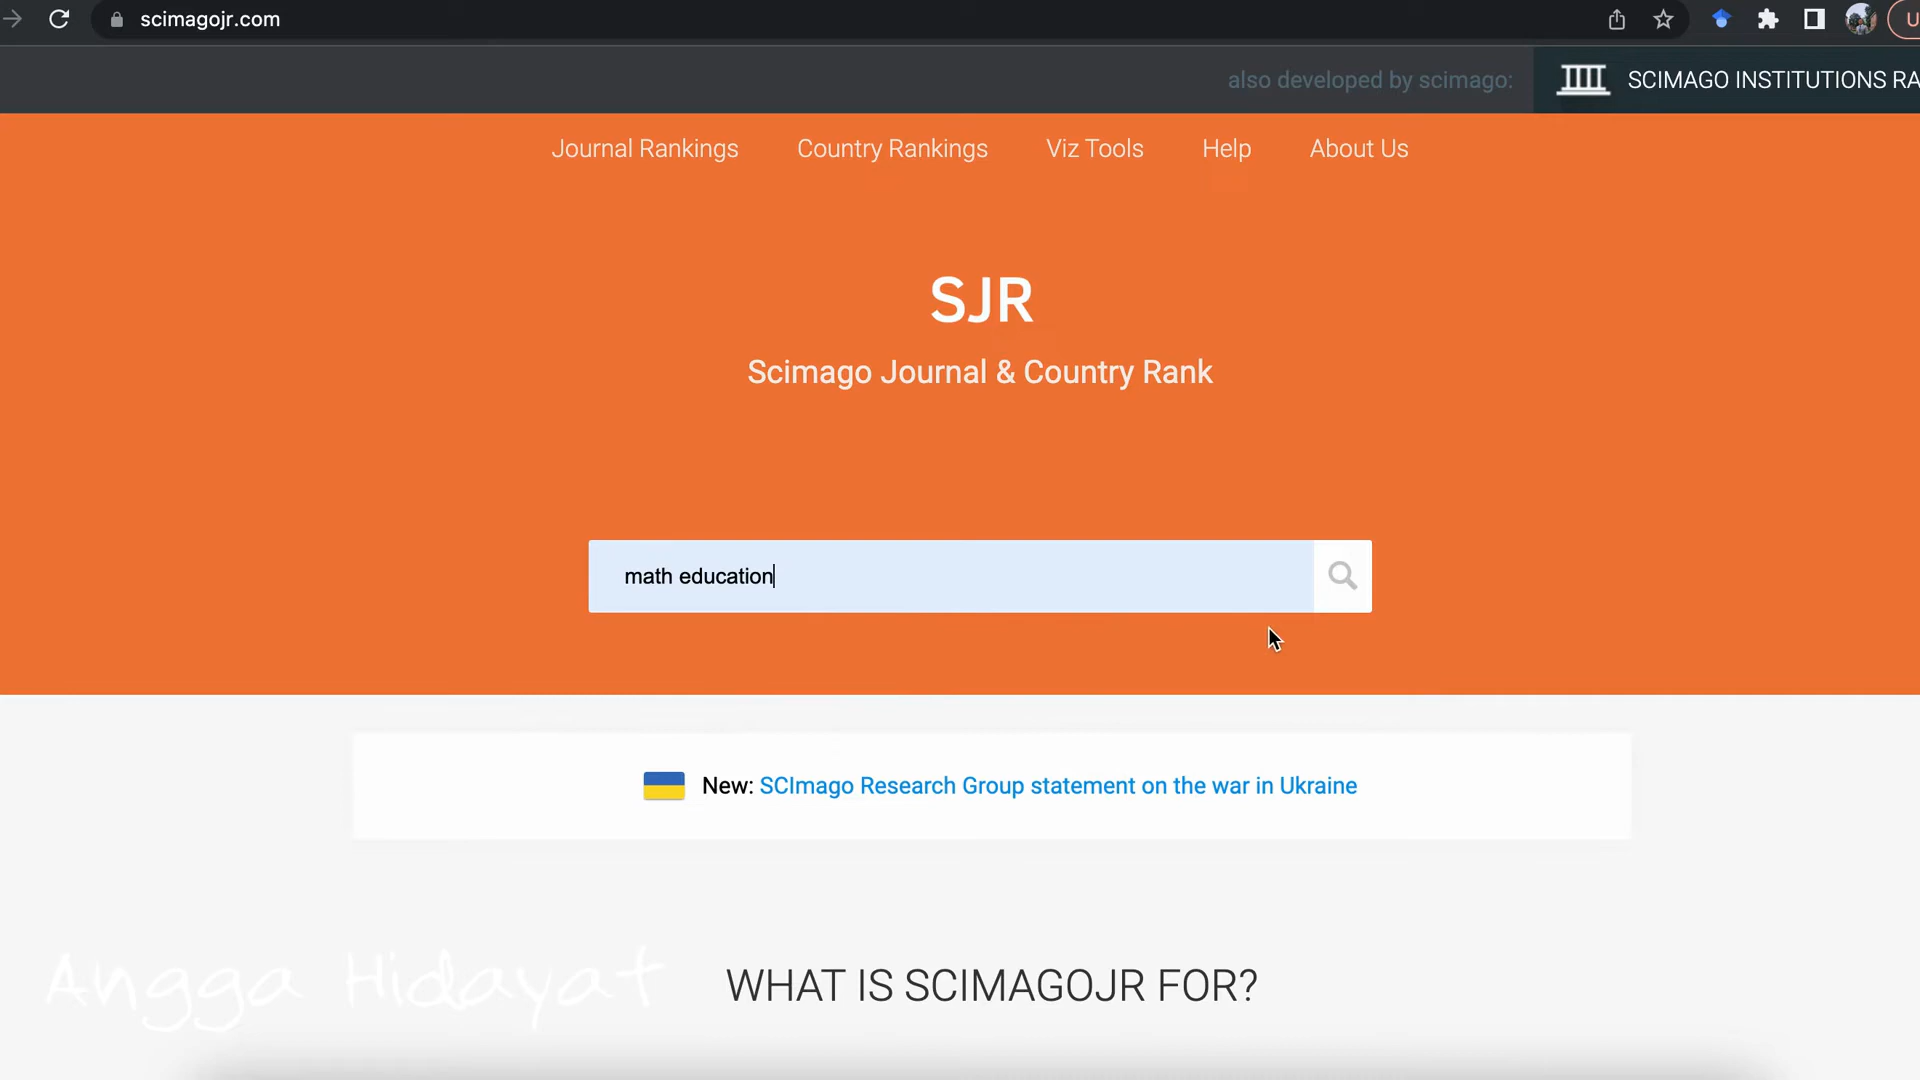 scimagojr.com
U
also developed by scimago:
SCIMAGO INSTITUTIONS RA
Journal Rankings
Country Rankings
Viz Tools
Help
About Us
SJR
Scimago Journal & Country Rank
math education
New: SCImago Research Group statement on the war in Ukraine
Angga Hidayat
WHAT IS SCIMAGOJR FOR?